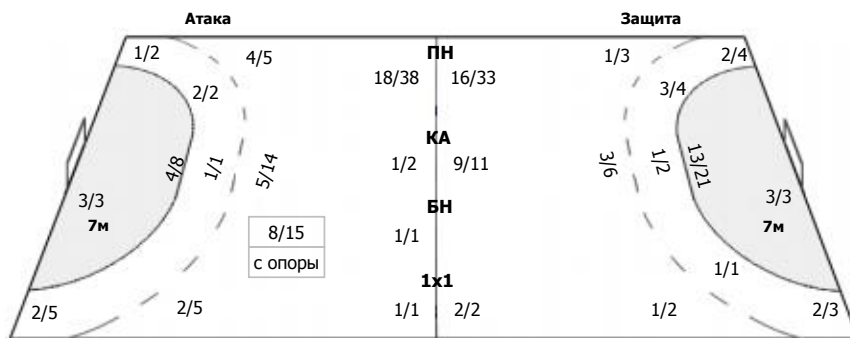 Атака Защита
1/2 4/5 ПН 1/3 2/4
18/38 16/33
2/2 3/4
КА
4/8 1/1 5/14 1/2 9/11 3/6 1/2 13/21
3/3 БН 3/3
7м 8/15 1/1 7м
с опоры
1x1 1/1
2/5 2/5 1/1 2/2 1/2 2/3